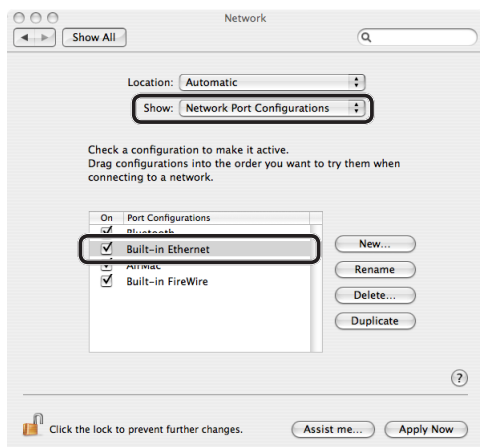 Network
Show All
Location: Automatic
Show: Network Port Configurations
Check a configuration to make it active.
Drag configurations into the order you want to try them when
connecting to a network.
On Port Configurations
Bluetooth
Built-in Ethernet
AirMac
Built-in FireWire
New...
Rename
Delete...
Duplicate
?
Click the lock to prevent further changes.
Assist me...
Apply Now